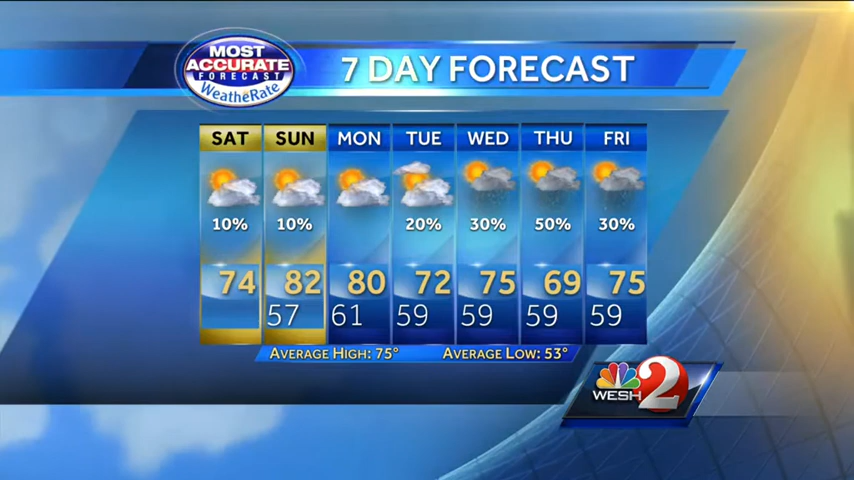 MOST
ACCURATE
FORECAST
WeatheRate
7 DAY FORECAST
SAT SUN MON TUE WED THU FRI
10% 10% 20% 30% 50% 30%
74 82 80 72 75 69 75
57 61 59 59 59 59
AVERAGE HIGH: 75° AVERAGE LOW: 53°
WESH 2